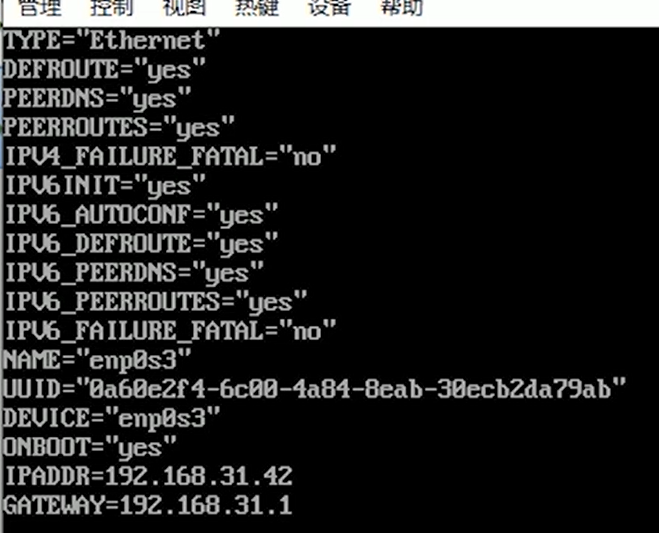 管理 控制 视图 热键 设备 帮助
TYPE="Ethernet"
DEFROUTE="yes"
PEERDNS="yes"
PEERROUTES="yes"
IPV4_FAILURE_FATAL="no"
IPV6INIT="yes"
IPV6_AUTOCONF="yes"
IPV6_DEFROUTE="yes"
IPV6_PEERDNS="yes"
IPV6_PEERROUTES="yes"
IPV6_FAILURE_FATAL="no"
NAME="enp0s3"
UUID="0a60e2f4-6c00-4a84-8eab-30ecb2da79ab"
DEVICE="enp0s3"
ONBOOT="yes"
IPADDR=192.168.31.42
GATEWAY=192.168.31.1